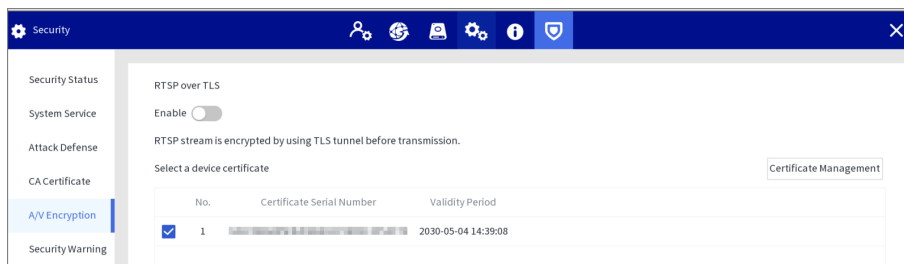 Security
Security Status
System Service
Attack Defense
CA Certificate
A/V Encryption
Security Warning
RTSP over TLS
Enable
RTSP stream is encrypted by using TLS tunnel before transmission.
Select a device certificate
Certificate Management
No. Certificate Serial Number Validity Period
1 2030-05-04 14:39:08